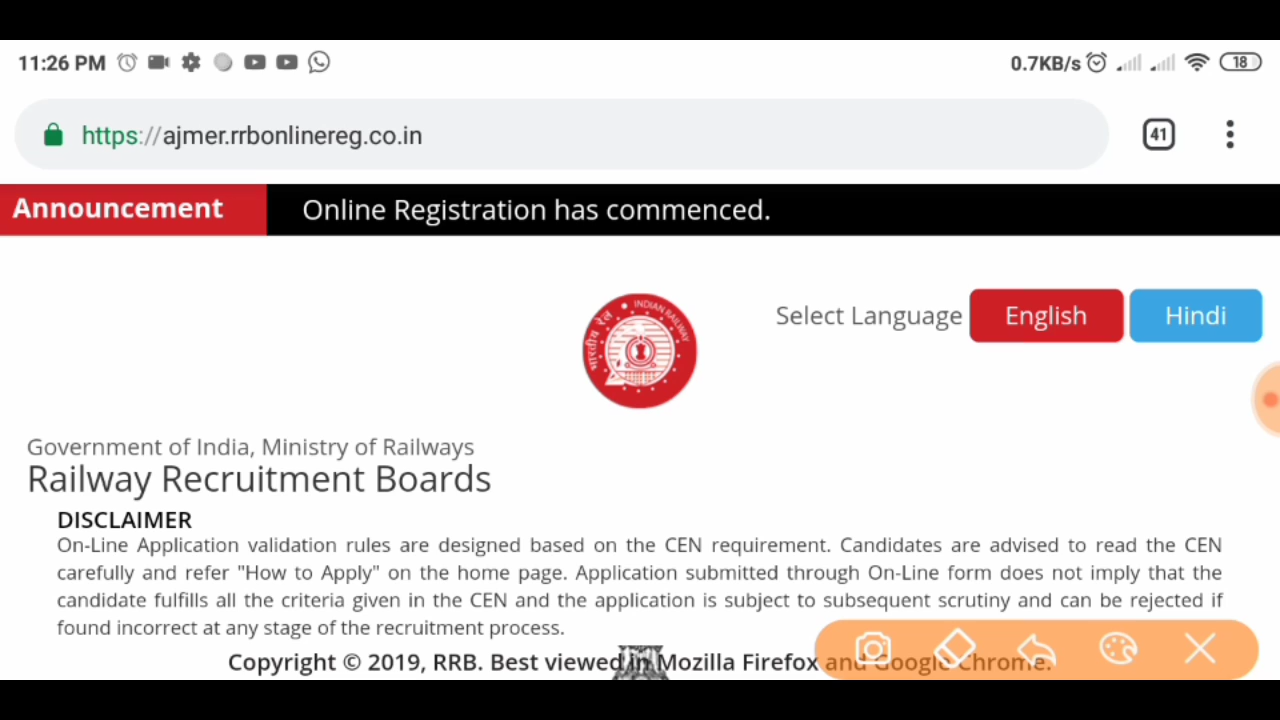 11:26 PM
0.7KB/s
18
https://ajmer.rrbonlinereg.co.in
41
Announcement
Online Registration has commenced.
भारतीय रेल
INDIAN RAILWAY
Select Language
English
Hindi
Government of India, Ministry of Railways
Railway Recruitment Boards
DISCLAIMER
On-Line Application validation rules are designed based on the CEN requirement. Candidates are advised to read the CEN
carefully and refer "How to Apply" on the home page. Application submitted through On-Line form does not imply that the
candidate fulfills all the criteria given in the CEN and the application is subject to subsequent scrutiny and can be rejected if
found incorrect at any stage of the recruitment process.
Copyright © 2019, RRB. Best viewed in Mozilla Firefox and Google Chrome.